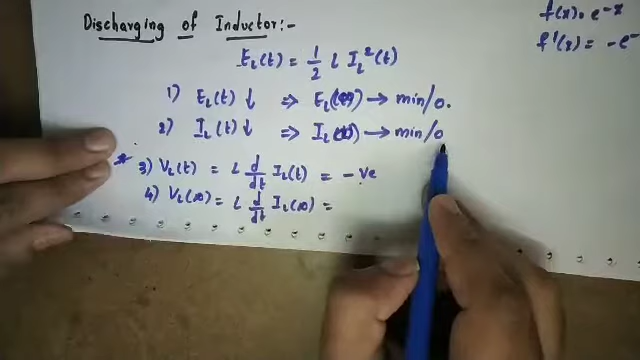 Discharging of Inductor:-
f(x) = e^-x
f'(x) = -e^-
E_L(t) = 1/2 L I_L^2(t)
1) E_L(t) ↓ ⇒ E_L(∞) → min/0.
2) I_L(t) ↓ ⇒ I_L(∞) → min/0
* 3) V_L(t) = L d/dt I_L(t) = -ve
4) V_L(∞) = L d/dt I_L(∞) =